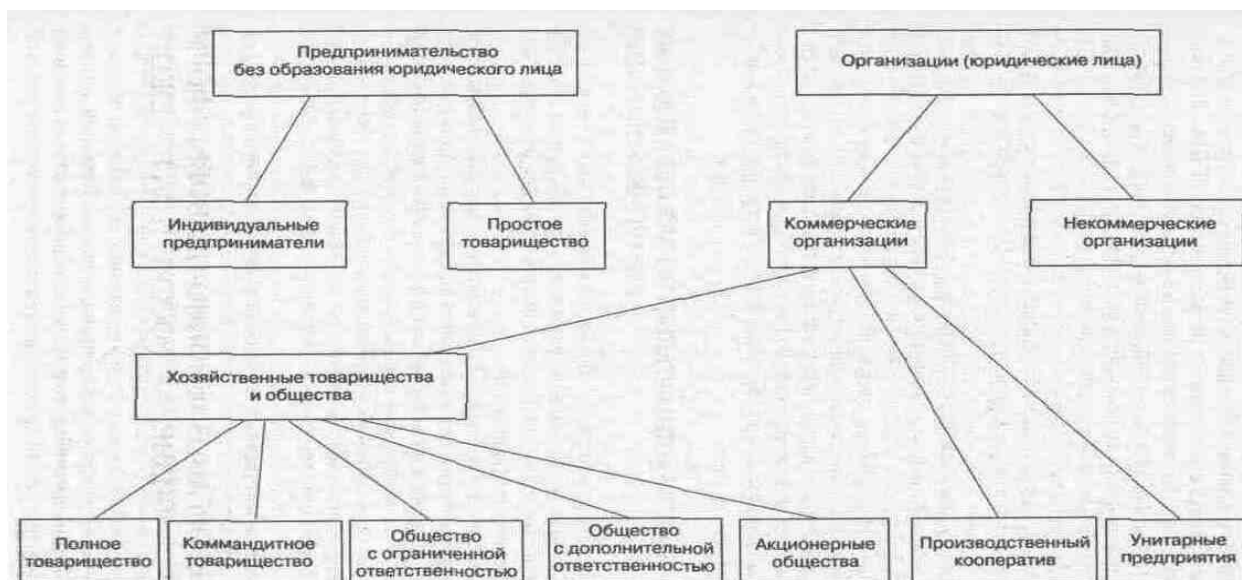 Предпринимательство
без образования юридического лица
Организации (юридические лица)
Индивидуальные
предприниматели
Простое
товарищество
Коммерческие
организации
Некоммерческие
организации
Хозяйственные товарищества
и общества
Полное
товарищество
Коммандитное
товарищество
Общество
с ограниченной
ответственностью
Общество
с дополнительной
ответственностью
Акционерные
общества
Производственный
кооператив
Унитарные
предприятия